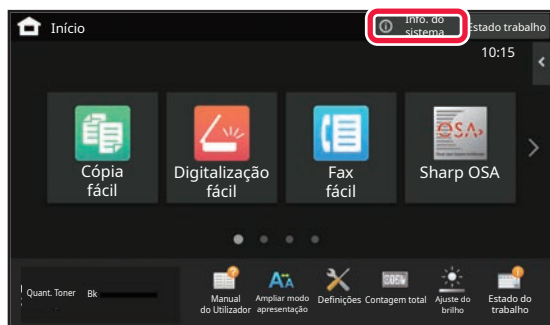 Início
Info. do
sistema
Estado trabalho
10:15
Cópia
fácil
Digitalização
fácil
Fax
fácil
OSA
Sharp OSA
Quant. Toner
Bk
Manual
do Utilizador
Ampliar modo
apresentação
Definições
Contagem total
Ajuste do
brilho
Estado do
trabalho